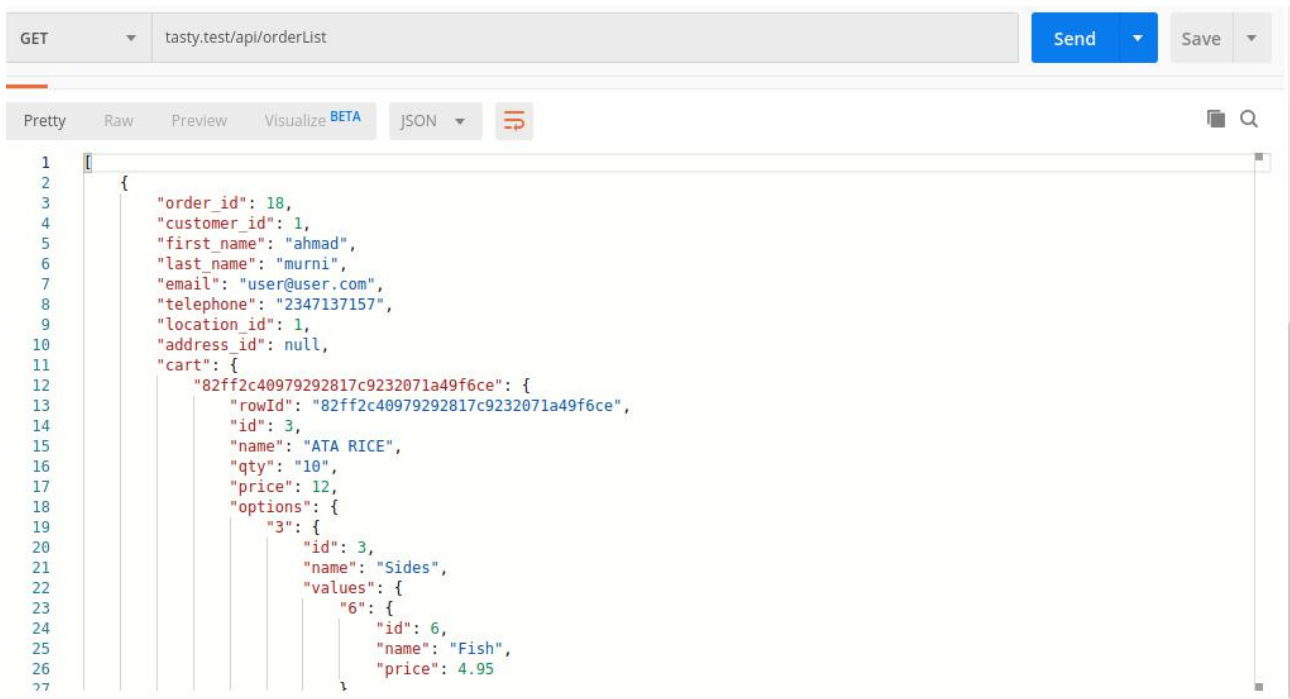 GET tasty.test/api/orderList Send Save
Pretty Raw Preview Visualize BETA JSON
1 [
2 {
3 "order_id": 18,
4 "customer_id": 1,
5 "first_name": "ahmad",
6 "last_name": "murni",
7 "email": "user@user.com",
8 "telephone": "2347137157",
9 "location_id": 1,
10 "address_id": null,
11 "cart": {
12 "82ff2c40979292817c9232071a49f6ce": {
13 "rowId": "82ff2c40979292817c9232071a49f6ce",
14 "id": 3,
15 "name": "ATA RICE",
16 "qty": "10",
17 "price": 12,
18 "options": {
19 "3": {
20 "id": 3,
21 "name": "Sides",
22 "values": {
23 "6": {
24 "id": 6,
25 "name": "Fish",
26 "price": 4.95
27 }